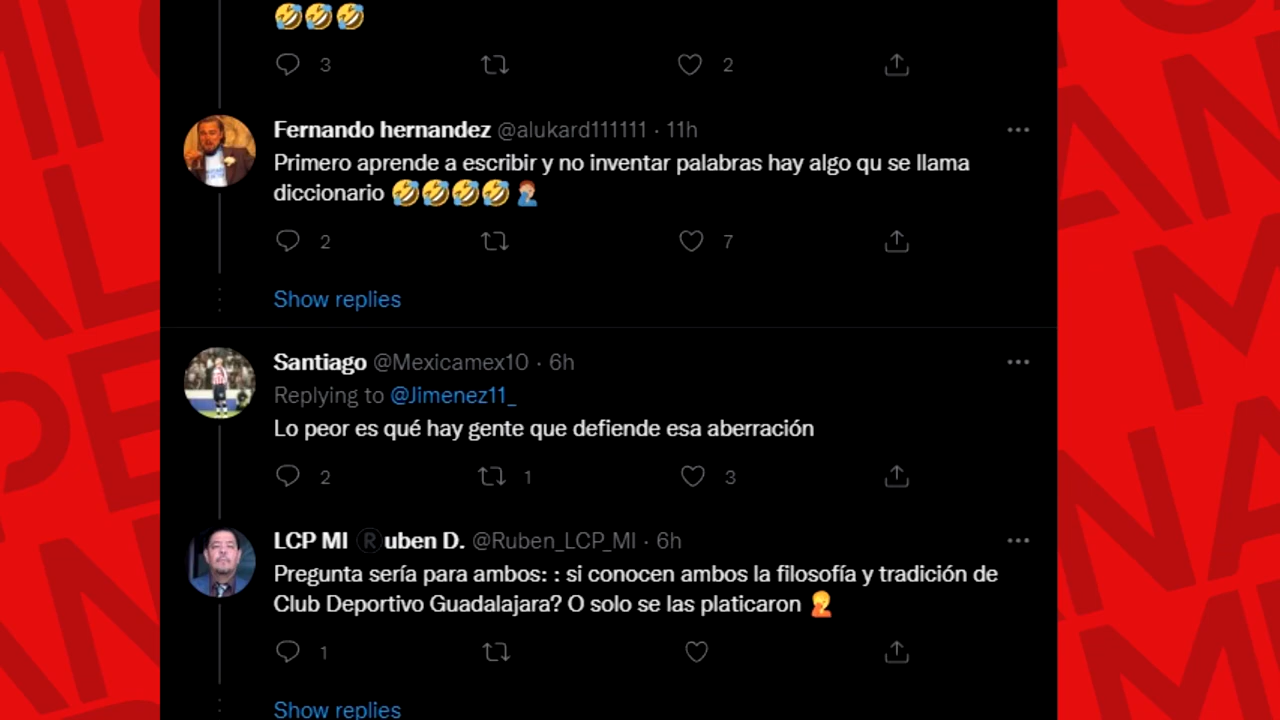 🤣🤣🤣
3 2
Fernando hernandez @alukard111111 · 11h
Primero aprende a escribir y no inventar palabras hay algo qu se llama
diccionario 🤣🤣🤣🤣🤦🏼‍♂️
2 7
Show replies
Santiago @Mexicamex10 · 6h
Replying to @Jimenez11_
Lo peor es qué hay gente que defiende esa aberración
2 1 3
LCP MI 🅁uben D. @Ruben_LCP_MI · 6h
Pregunta sería para ambos: : si conocen ambos la filosofía y tradición de
Club Deportivo Guadalajara? O solo se las platicaron 🤦
1
Show replies